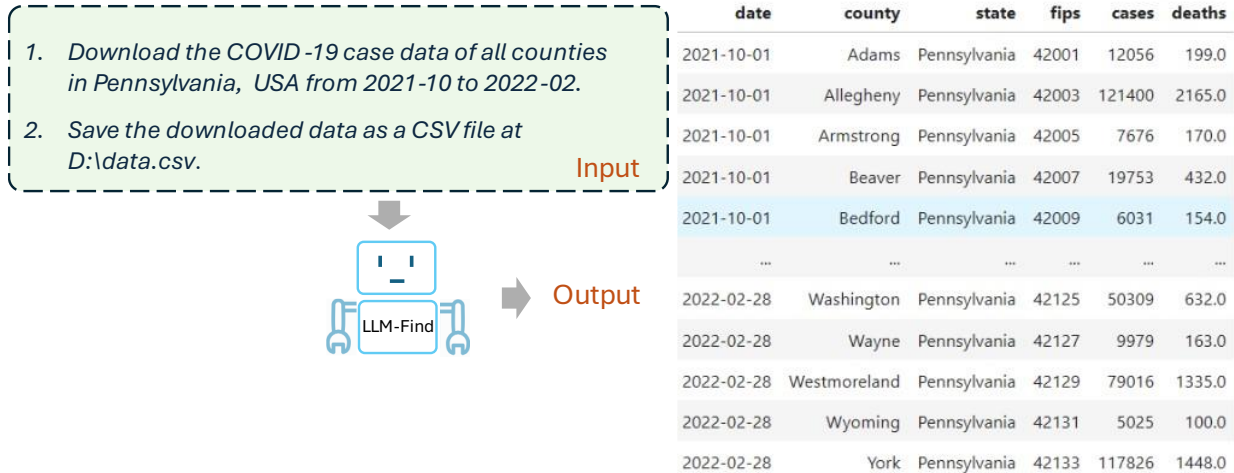 1. Download the COVID-19 case data of all counties
in Pennsylvania, USA from 2021-10 to 2022-02.
2. Save the downloaded data as a CSV file at
D:\data.csv.
Input
LLM-Find
Output
date county state fips cases deaths
2021-10-01 Adams Pennsylvania 42001 12056 199.0
2021-10-01 Allegheny Pennsylvania 42003 121400 2165.0
2021-10-01 Armstrong Pennsylvania 42005 7676 170.0
2021-10-01 Beaver Pennsylvania 42007 19753 432.0
2021-10-01 Bedford Pennsylvania 42009 6031 154.0
... ... ... ... ... ...
2022-02-28 Washington Pennsylvania 42125 50309 632.0
2022-02-28 Wayne Pennsylvania 42127 9979 163.0
2022-02-28 Westmoreland Pennsylvania 42129 79016 1335.0
2022-02-28 Wyoming Pennsylvania 42131 5025 100.0
2022-02-28 York Pennsylvania 42133 117826 1448.0